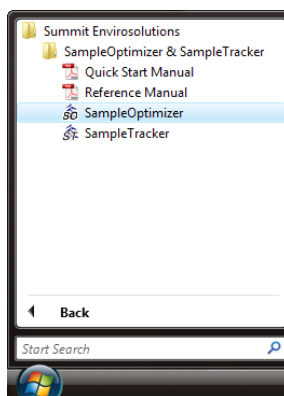 Summit Envirosolutions
SampleOptimizer & SampleTracker
Quick Start Manual
Reference Manual
SampleOptimizer
SampleTracker
Back
Start Search